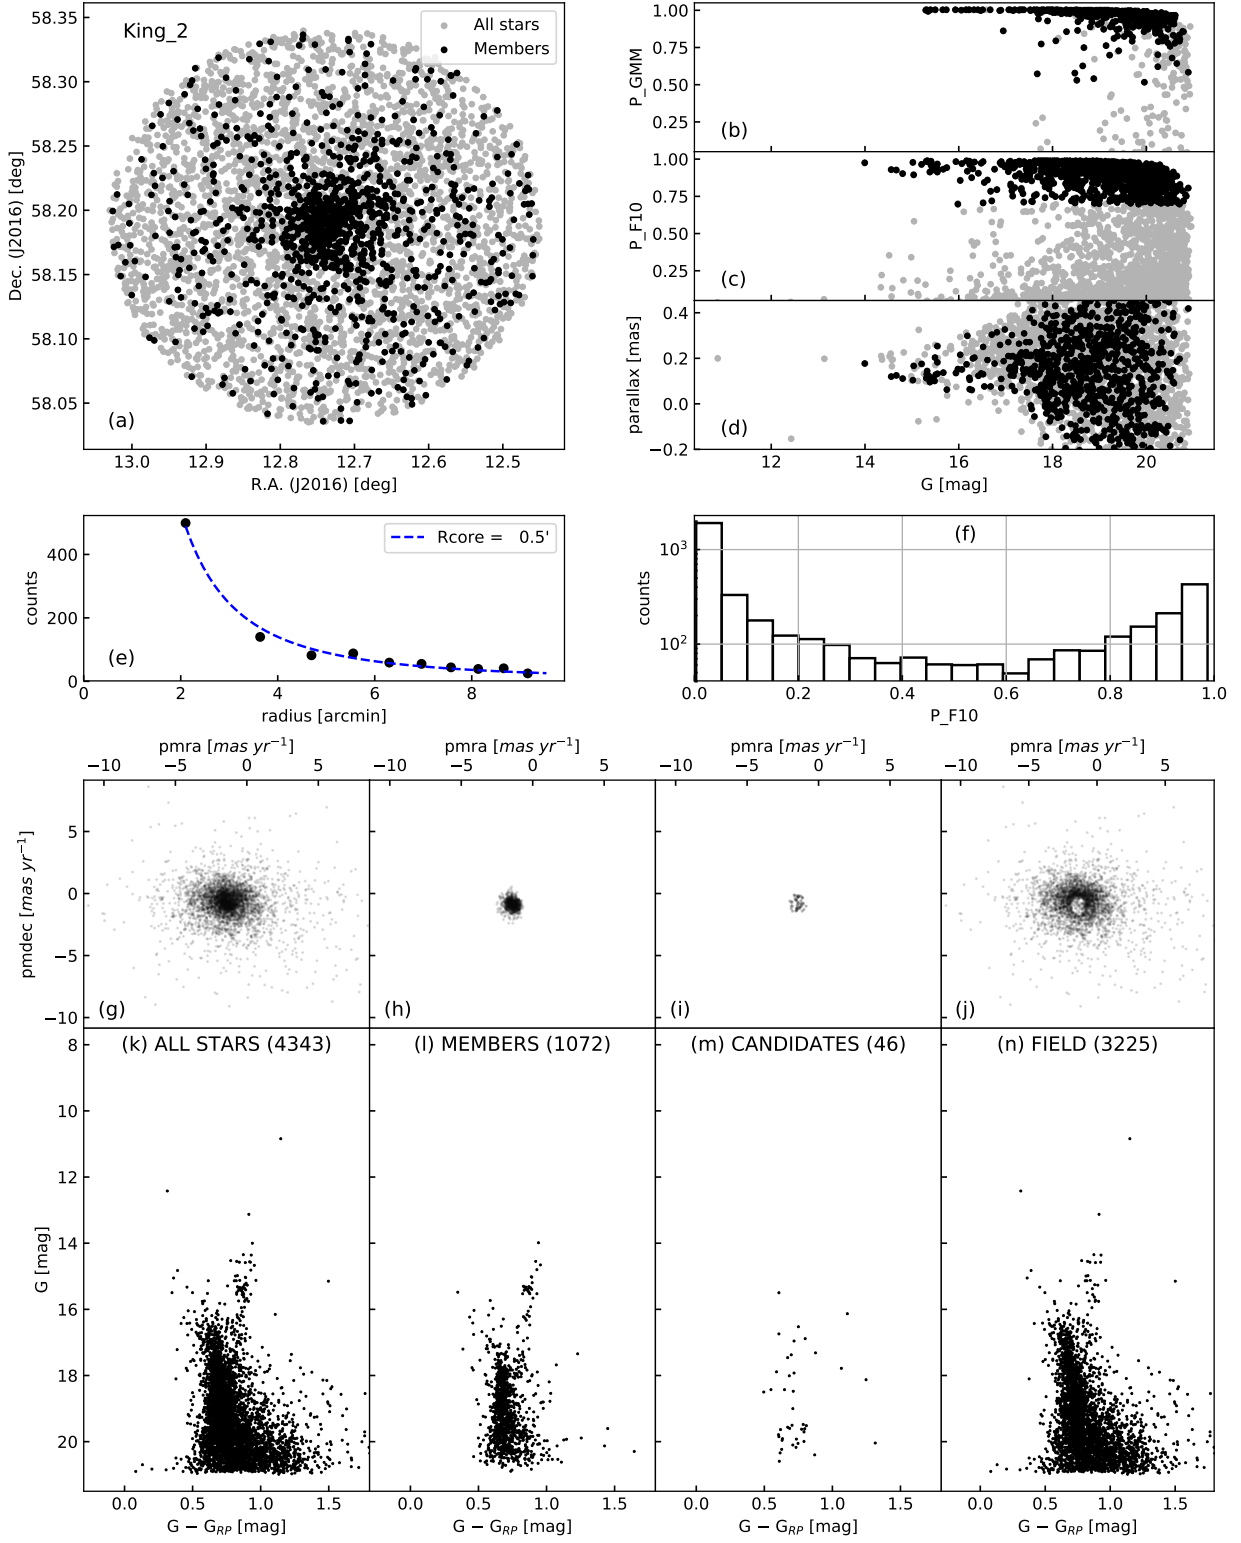 King_2
All stars
Members
(a)
58.35
58.30
58.25
58.20
58.15
58.10
58.05
Dec. (J2016) [deg]
13.0 12.9 12.8 12.7 12.6 12.5
R.A. (J2016) [deg]
1.00
0.75
0.50
0.25
P_GMM
(b)
1.00
0.75
0.50
0.25
P_F10
(c)
0.4
0.2
0.0
−0.2
parallax [mas]
(d)
12 14 16 18 20
G [mag]
400
200
0
counts
Rcore = 0.5'
(e)
0 2 4 6 8
radius [arcmin]
10³
10²
counts
(f)
0.0 0.2 0.4 0.6 0.8 1.0
P_F10
pmra [mas yr⁻¹]
pmra [mas yr⁻¹]
pmra [mas yr⁻¹]
pmra [mas yr⁻¹]
−10 −5 0 5
−10 −5 0 5
−10 −5 0 5
−10 −5 0 5
5
0
−5
−10
pmdec [mas yr⁻¹]
(g)
(h)
(i)
(j)
(k) ALL STARS (4343)
(l) MEMBERS (1072)
(m) CANDIDATES (46)
(n) FIELD (3225)
8
10
12
14
16
18
20
G [mag]
0.0 0.5 1.0 1.5
0.0 0.5 1.0 1.5
0.0 0.5 1.0 1.5
0.0 0.5 1.0 1.5
G − G_RP [mag]
G − G_RP [mag]
G − G_RP [mag]
G − G_RP [mag]